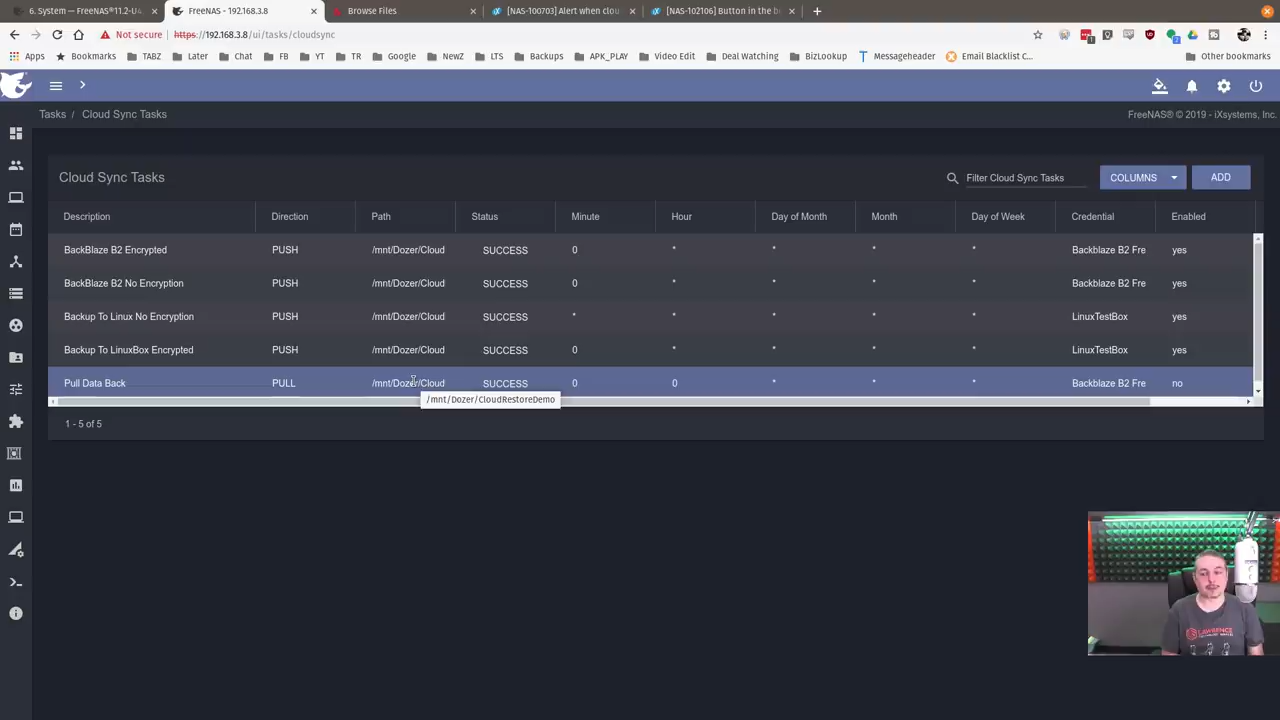 6. System — FreeNAS®11.2-U4
FreeNAS - 192.168.3.8
Browse Files
[NAS-100703] Alert when clou
[NAS-102106] Button in the b
Not secure
https://192.168.3.8/ui/tasks/cloudsync
Apps
Bookmarks
TABZ
Later
Chat
FB
YT
TR
Google
NewZ
LTS
Backups
APK_PLAY
Video Edit
Deal Watching
BizLookup
Messageheader
Email Blacklist C...
Other bookmarks
Tasks / Cloud Sync Tasks
FreeNAS® © 2019 - iXsystems, Inc.
Cloud Sync Tasks
Filter Cloud Sync Tasks
COLUMNS
ADD
Description Direction Path Status Minute Hour Day of Month Month Day of Week Credential Enabled
BackBlaze B2 Encrypted PUSH /mnt/Dozer/Cloud SUCCESS 0 * * * * Backblaze B2 Fre yes
BackBlaze B2 No Encryption PUSH /mnt/Dozer/Cloud SUCCESS 0 * * * * Backblaze B2 Fre yes
Backup To Linux No Encryption PUSH /mnt/Dozer/Cloud SUCCESS * * * * * LinuxTestBox yes
Backup To LinuxBox Encrypted PUSH /mnt/Dozer/Cloud SUCCESS 0 * * * * LinuxTestBox yes
Pull Data Back PULL /mnt/Dozer/Cloud SUCCESS 0 0 * * * Backblaze B2 Fre no
/mnt/Dozer/CloudRestoreDemo
1 - 5 of 5
LAWRENCE